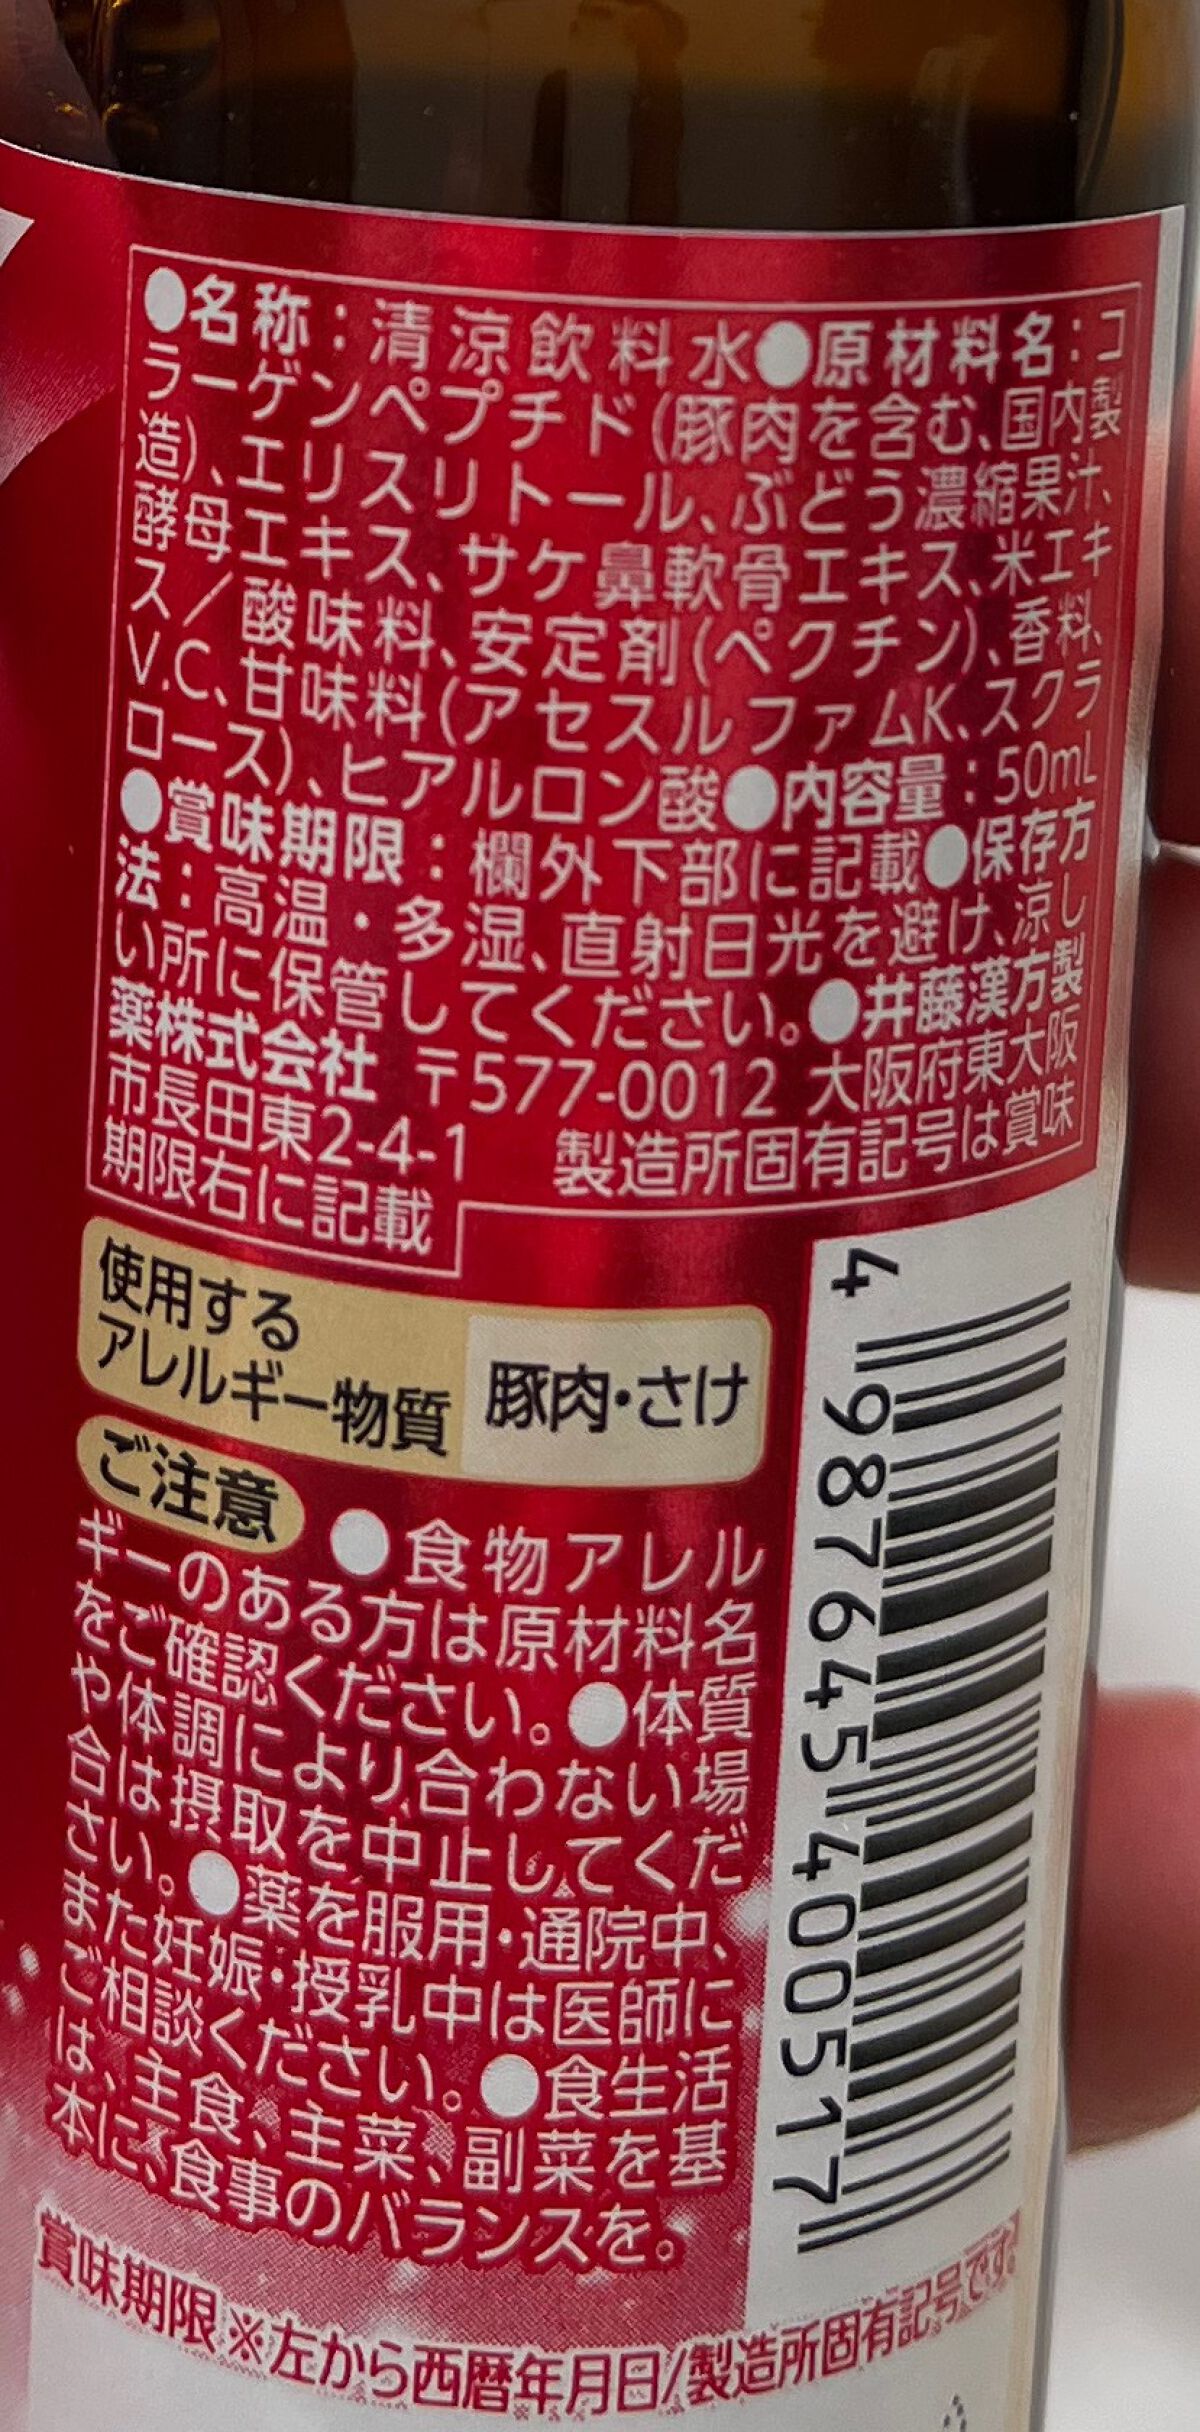 ●名称：清涼飲料水●原材料名：コ
ラーゲンペプチド(豚肉を含む、国内製
造)、エリスリトール、ぶどう濃縮果汁、
酵母エキス、サケ鼻軟骨エキス、米エキ
ス／酸味料、安定剤(ペクチン)、香料、
V.C、甘味料(アセスルファムK、スクラ
ロース)、ヒアルロン酸●内容量：50mL
●賞味期限：欄外下部に記載●保存方
法：高温・多湿、直射日光を避け、涼し
い所に保管してください。●井藤漢方製
薬株式会社 〒577-0012 大阪府東大阪
市長田東2-4-1 製造所固有記号は賞味
期限右に記載
使用する
アレルギー物質
豚肉・さけ
ご注意 ●食物アレル
ギーのある方は原材料名
をご確認ください。●体質
や体調により合わない場
合は摂取を中止してくだ
さい。●薬を服用・通院中、
また妊娠・授乳中は医師に
ご相談ください。●食生活
は、主食、主菜、副菜を基
本に、食事のバランスを。
4 987645 400517
賞味期限※左から西暦年月日/製造所固有記号です。